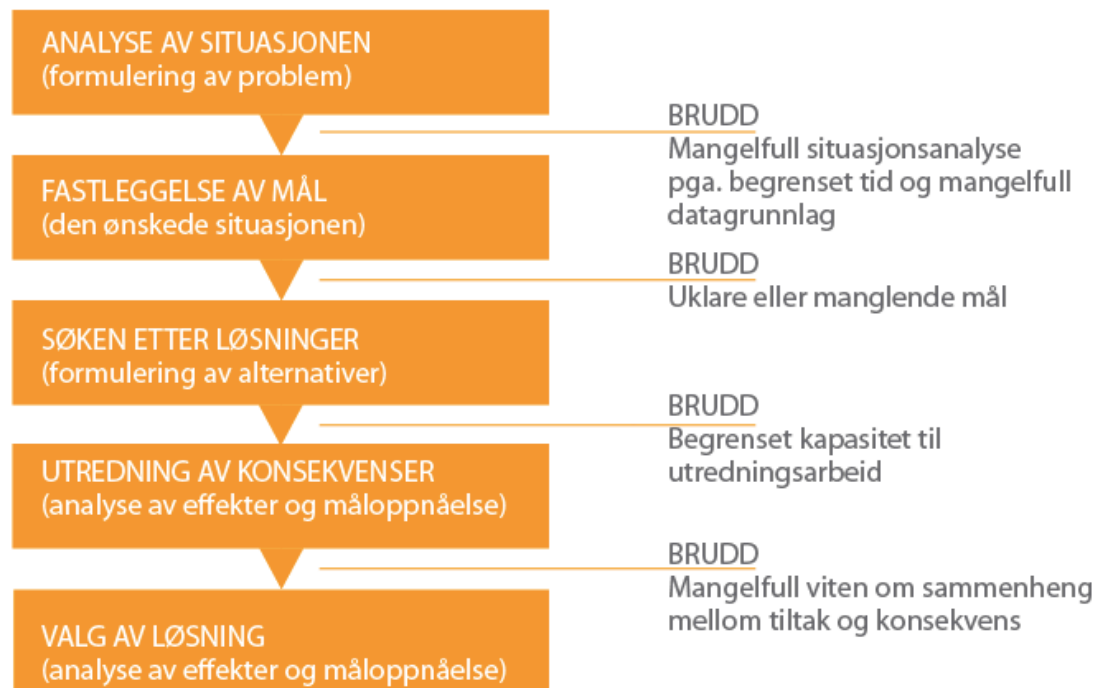 ANALYSE AV SITUASJONEN
(formulering av problem)
BRUDD
Mangelfull situasjonsanalyse
pga. begrenset tid og mangelfull
datagrunnlag
FASTLEGGELSE AV MÅL
(den ønskede situasjonen)
BRUDD
Uklare eller manglende mål
SØKEN ETTER LØSNINGER
(formulering av alternativer)
BRUDD
Begrenset kapasitet til
utredningsarbeid
UTREDNING AV KONSEKVENSER
(analyse av effekter og måloppnåelse)
BRUDD
Mangelfull viten om sammenheng
mellom tiltak og konsekvens
VALG AV LØSNING
(analyse av effekter og måloppnåelse)